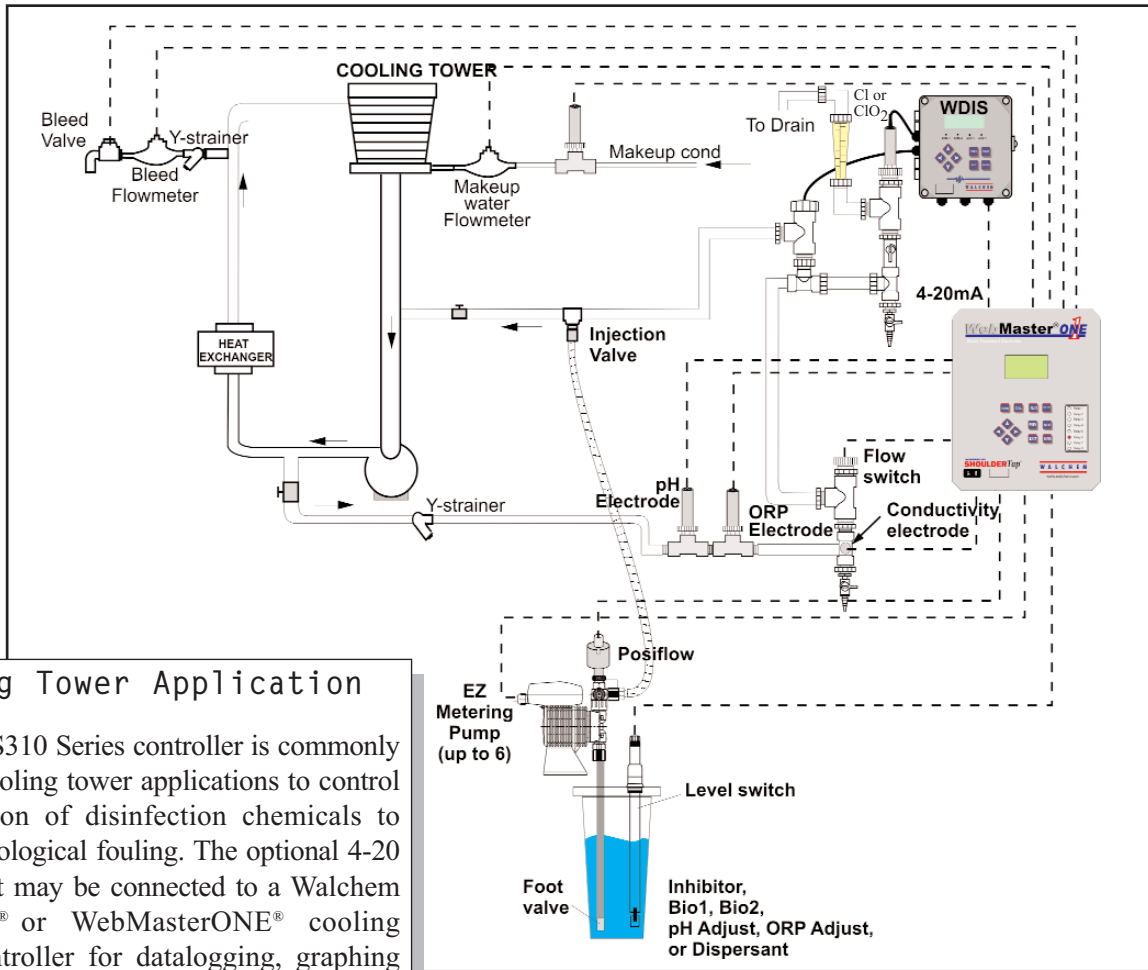 COOLING TOWER
Bleed
Valve
Y-strainer
Bleed
Flowmeter
Makeup
water
Flowmeter
Makeup cond
To Drain
Cl or
ClO2
WDIS
WALCHEM
4-20mA
WebMaster® ONE
SHOULDERTap
WALCHEM
HEAT
EXCHANGER
Injection
Valve
Flow
switch
pH
Electrode
ORP
Electrode
Conductivity
electrode
Y-strainer
Posiflow
EZ
Metering
Pump
(up to 6)
Level switch
Foot
valve
Inhibitor,
Bio1, Bio2,
pH Adjust, ORP Adjust,
or Dispersant
g Tower Application
S310 Series controller is commonly
ooling tower applications to control
ion of disinfection chemicals to
ological fouling. The optional 4-20
t may be connected to a Walchem
® or WebMasterONE® cooling
ntroller for datalogging, graphing